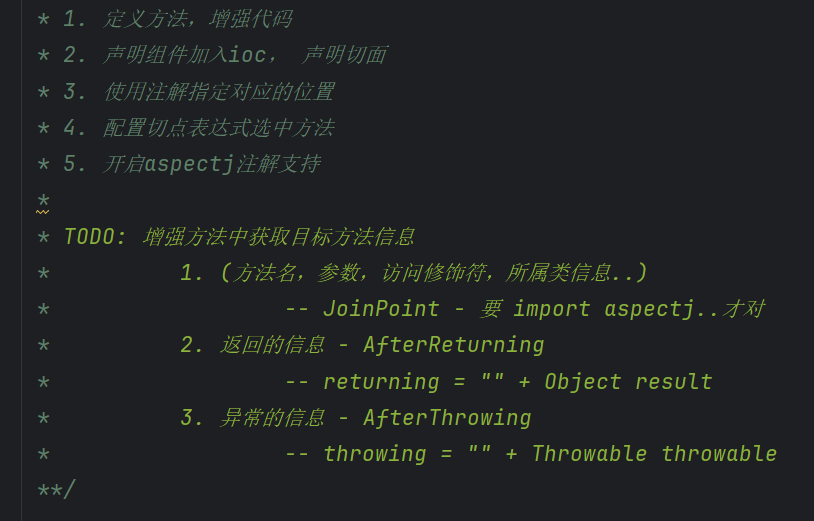 * 1. 定义方法，增强代码
* 2. 声明组件加入ioc， 声明切面
* 3. 使用注解指定对应的位置
* 4. 配置切点表达式选中方法
* 5. 开启aspectj注解支持
*
* TODO: 增强方法中获取目标方法信息
* 1. (方法名，参数，访问修饰符，所属类信息..)
* -- JoinPoint - 要 import aspectj..才对
* 2. 返回的信息 - AfterReturning
* -- returning = "" + Object result
* 3. 异常的信息 - AfterThrowing
* -- throwing = "" + Throwable throwable
**/